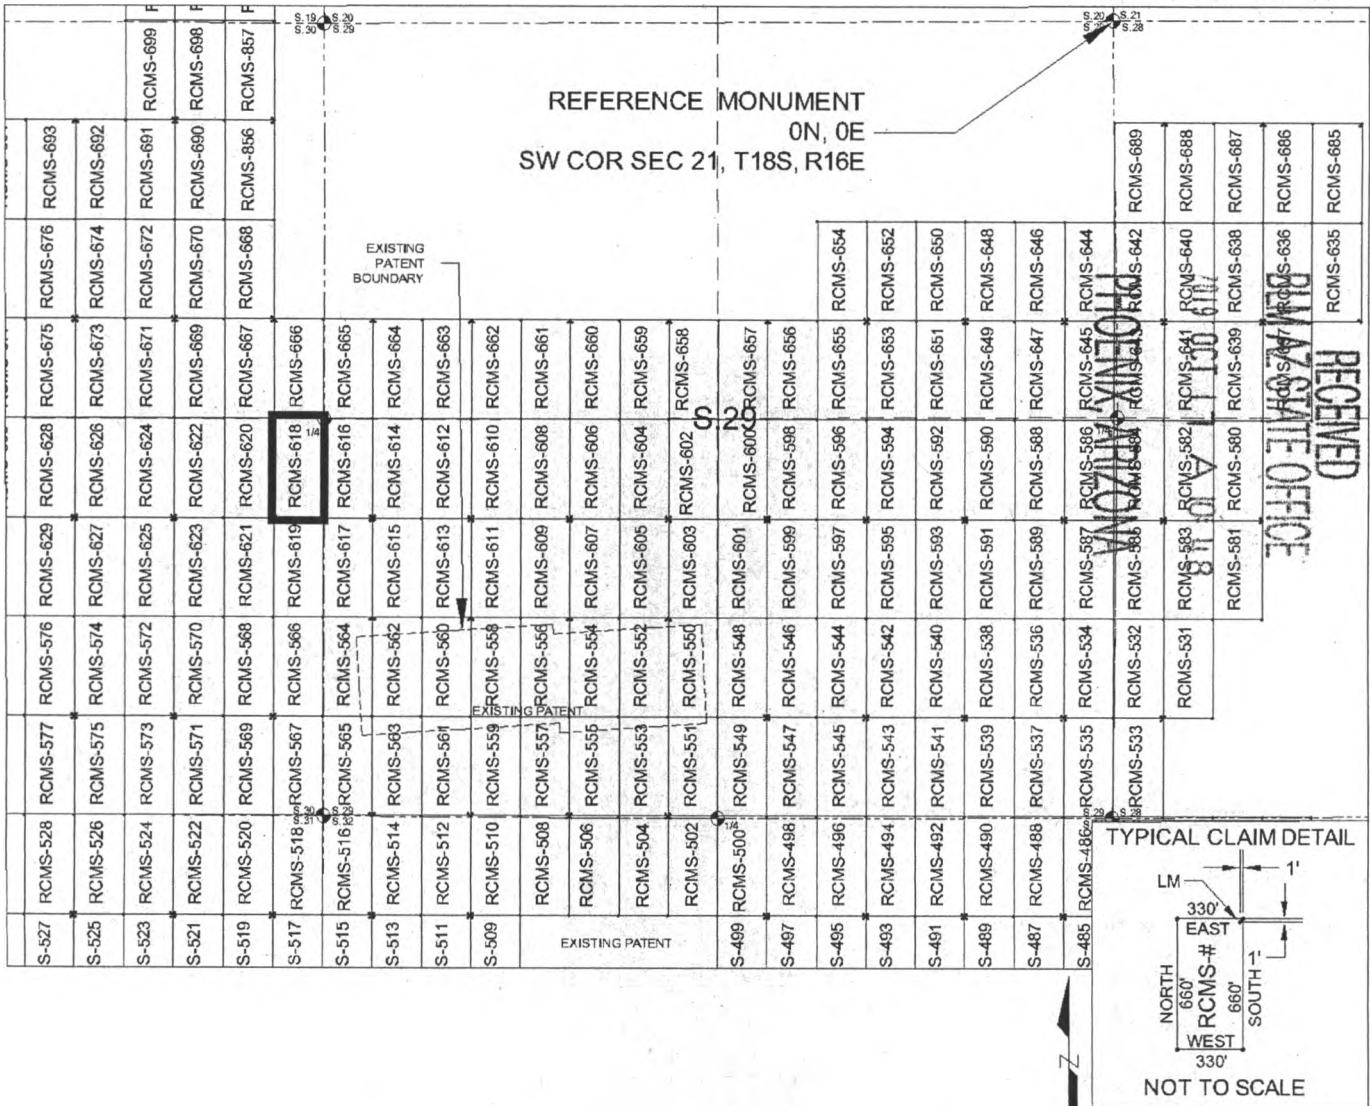 S.19 S.20
S.30 S.29
S.20 S.21
S.28
RCMS-699
RCMS-698
RCMS-857
REFERENCE MONUMENT
0N, 0E
SW COR SEC 21, T18S, R16E
RCMS-693
RCMS-692
RCMS-691
RCMS-690
RCMS-856
RCMS-689
RCMS-688
RCMS-687
RCMS-686
RCMS-685
EXISTING
PATENT
BOUNDARY
RCMS-676
RCMS-674
RCMS-672
RCMS-670
RCMS-668
RCMS-654
RCMS-652
RCMS-650
RCMS-648
RCMS-646
RCMS-644
RCMS-642
RCMS-640
RCMS-638
RCMS-636
RCMS-635
RCMS-675
RCMS-673
RCMS-671
RCMS-669
RCMS-667
RCMS-666
RCMS-665
RCMS-664
RCMS-663
RCMS-662
RCMS-661
RCMS-660
RCMS-659
RCMS-658
RCMS-657
RCMS-656
RCMS-655
RCMS-653
RCMS-651
RCMS-649
RCMS-647
RCMS-645
RCMS-643
RCMS-641
RCMS-639
RECEIVED
BLM AZ STATE OFFICE
PHOENIX, ARIZONA
S.29
RCMS-628
RCMS-626
RCMS-624
RCMS-622
RCMS-620
RCMS-618
1/4
RCMS-616
RCMS-614
RCMS-612
RCMS-610
RCMS-608
RCMS-606
RCMS-604
RCMS-602
RCMS-600
RCMS-598
RCMS-596
RCMS-594
RCMS-592
RCMS-590
RCMS-588
RCMS-586
RCMS-584
RCMS-582
RCMS-580
RCMS-629
RCMS-627
RCMS-625
RCMS-623
RCMS-621
RCMS-619
RCMS-617
RCMS-615
RCMS-613
RCMS-611
RCMS-609
RCMS-607
RCMS-605
RCMS-603
RCMS-601
RCMS-599
RCMS-597
RCMS-595
RCMS-593
RCMS-591
RCMS-589
RCMS-587
RCMS-585
RCMS-583
RCMS-581
RCMS-576
RCMS-574
RCMS-572
RCMS-570
RCMS-568
RCMS-566
RCMS-564
RCMS-562
RCMS-560
RCMS-558
RCMS-556
RCMS-554
RCMS-552
RCMS-550
RCMS-548
RCMS-546
RCMS-544
RCMS-542
RCMS-540
RCMS-538
RCMS-536
RCMS-534
RCMS-532
RCMS-531
EXISTING PATENT
RCMS-577
RCMS-575
RCMS-573
RCMS-571
RCMS-569
RCMS-567
RCMS-565
RCMS-563
RCMS-561
RCMS-559
RCMS-557
RCMS-555
RCMS-553
RCMS-551
RCMS-549
RCMS-547
RCMS-545
RCMS-543
RCMS-541
RCMS-539
RCMS-537
RCMS-535
RCMS-533
S.30 S.29
S.31 S.32
1/4
S.29 S.28
RCMS-528
RCMS-526
RCMS-524
RCMS-522
RCMS-520
RCMS-518
RCMS-516
RCMS-514
RCMS-512
RCMS-510
RCMS-508
RCMS-506
RCMS-504
RCMS-502
RCMS-500
RCMS-498
RCMS-496
RCMS-494
RCMS-492
RCMS-490
RCMS-488
RCMS-486
S-527
S-525
S-523
S-521
S-519
S-517
S-515
S-513
S-511
S-509
EXISTING PATENT
S-499
S-497
S-495
S-493
S-491
S-489
S-487
S-485
TYPICAL CLAIM DETAIL
1'
LM
330'
EAST
NORTH
660'
RCMS-#
660'
SOUTH
1'
WEST
330'
NOT TO SCALE
N